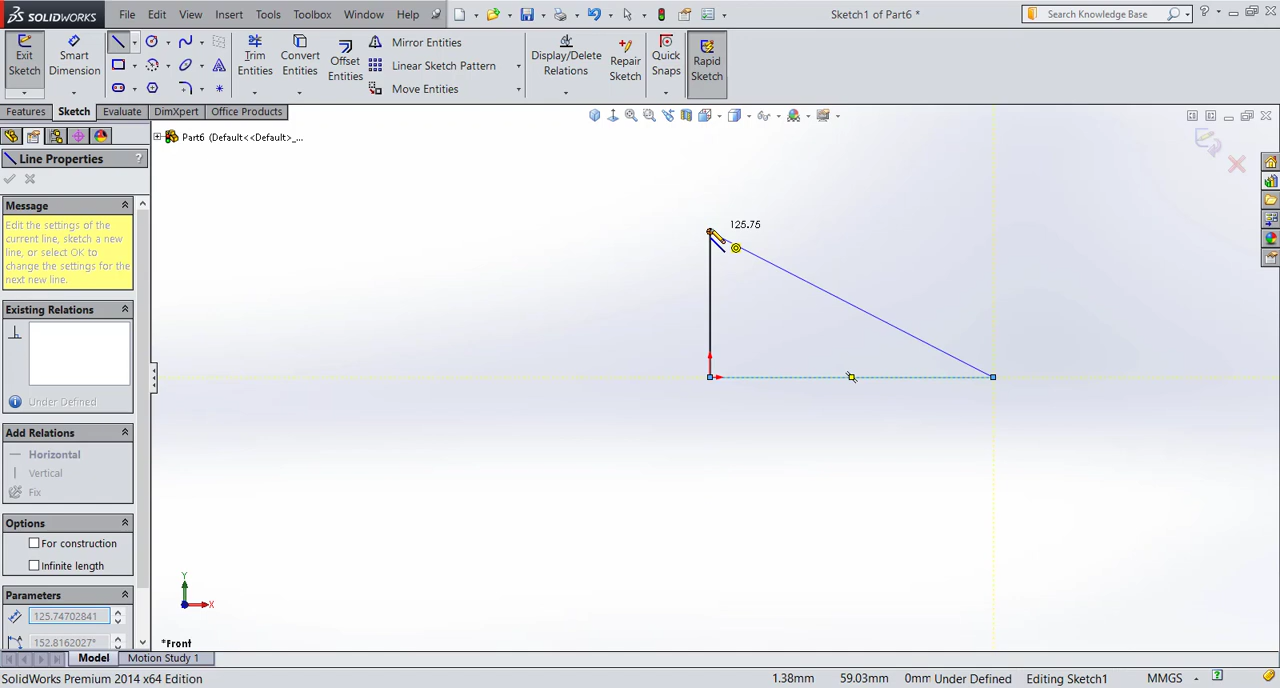 SOLIDWORKS File Edit View Insert Tools Toolbox Window Help Sketch1 of Part6 * Search Knowledge Base ?
Exit Sketch
Smart Dimension
Trim Entities
Convert Entities
Offset Entities
Mirror Entities
Linear Sketch Pattern
Move Entities
Display/Delete Relations
Repair Sketch
Quick Snaps
Rapid Sketch
Features Sketch Evaluate DimXpert Office Products
Part6 (Default<<Default>_...
Line Properties ?
Message
Edit the settings of the
current line, sketch a new
line, or select OK to
change the settings for the
next new line.
Existing Relations
Under Defined
Add Relations
Horizontal
Vertical
Fix
Options
For construction
Infinite length
Parameters
125.74702841
152.8162027°
125.75
Y
X
*Front
Model Motion Study 1
SolidWorks Premium 2014 x64 Edition 1.38mm 59.03mm 0mm Under Defined Editing Sketch1 MMGS ?